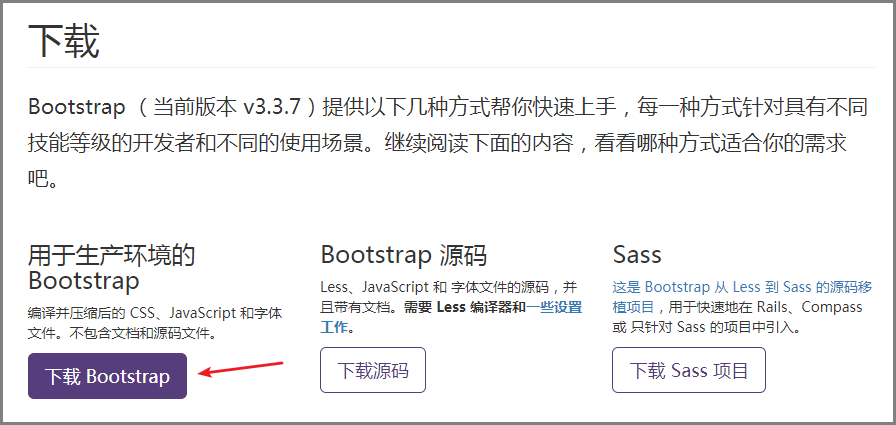 下载
Bootstrap （当前版本 v3.3.7）提供以下几种方式帮你快速上手，每一种方式针对具有不同
技能等级的开发者和不同的使用场景。继续阅读下面的内容，看看哪种方式适合你的需求
吧。
用于生产环境的
Bootstrap
编译并压缩后的 CSS、JavaScript 和字体
文件。不包含文档和源码文件。
下载 Bootstrap
Bootstrap 源码
Less、JavaScript 和 字体文件的源码，并
且带有文档。需要 Less 编译器和一些设置
工作。
下载源码
Sass
这是 Bootstrap 从 Less 到 Sass 的源码移
植项目，用于快速地在 Rails、Compass
或 只针对 Sass 的项目中引入。
下载 Sass 项目